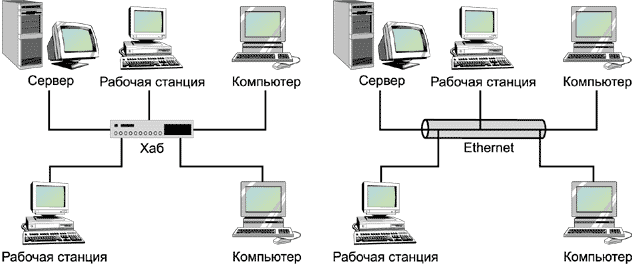 Сервер
Рабочая станция
Компьютер
Хаб
Рабочая станция
Компьютер
Сервер
Рабочая станция
Компьютер
Ethernet
Рабочая станция
Компьютер